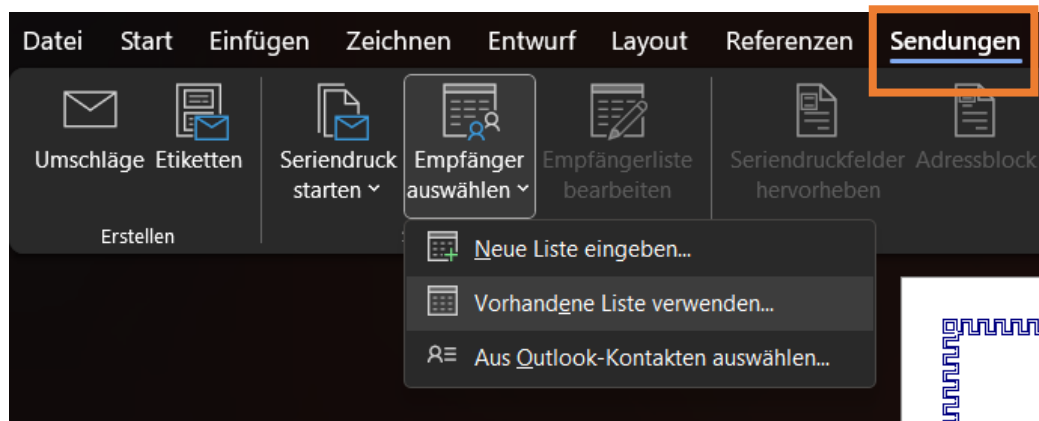 Datei Start Einfügen Zeichnen Entwurf Layout Referenzen Sendungen
Umschläge Etiketten Seriendruck Empfänger Empfängerliste Seriendruckfelder Adressblock
starten auswählen bearbeiten hervorheben
Erstellen
Neue Liste eingeben...
Vorhandene Liste verwenden...
Aus Outlook-Kontakten auswählen...